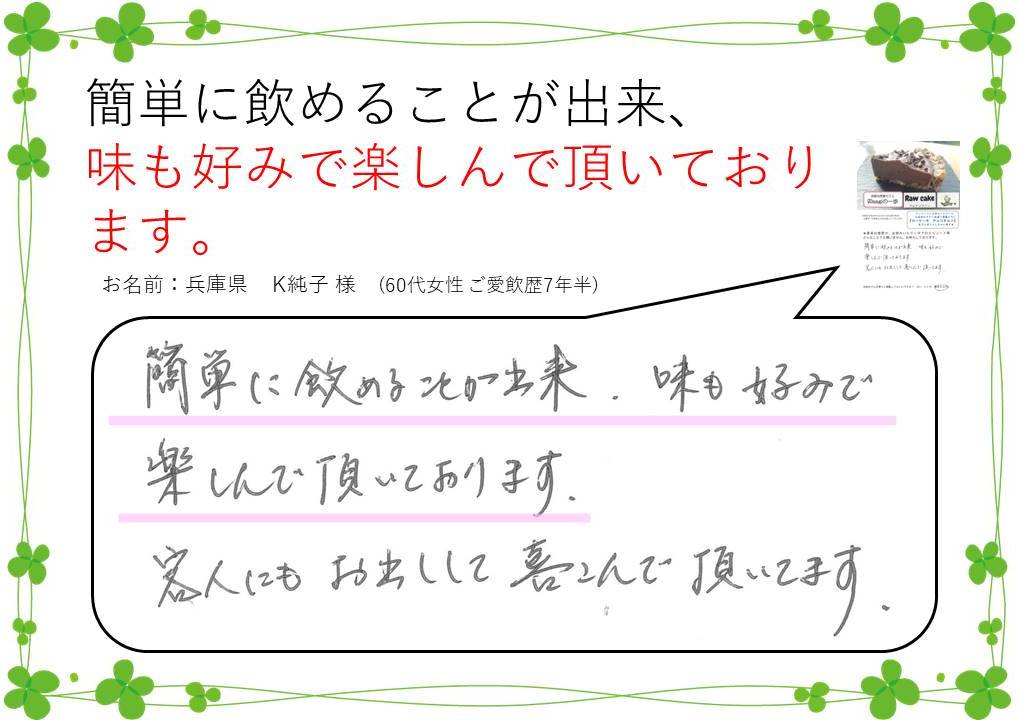 簡単に飲めることが出来、
味も好みで楽しんで頂いており
ます。
お名前：兵庫県　K純子 様　(60代女性 ご愛飲歴7年半)
Raw cake
簡単に飲めることが出来. 味も好みで
楽しんで頂いております.
客人にもお出しして喜こんで頂いてます.